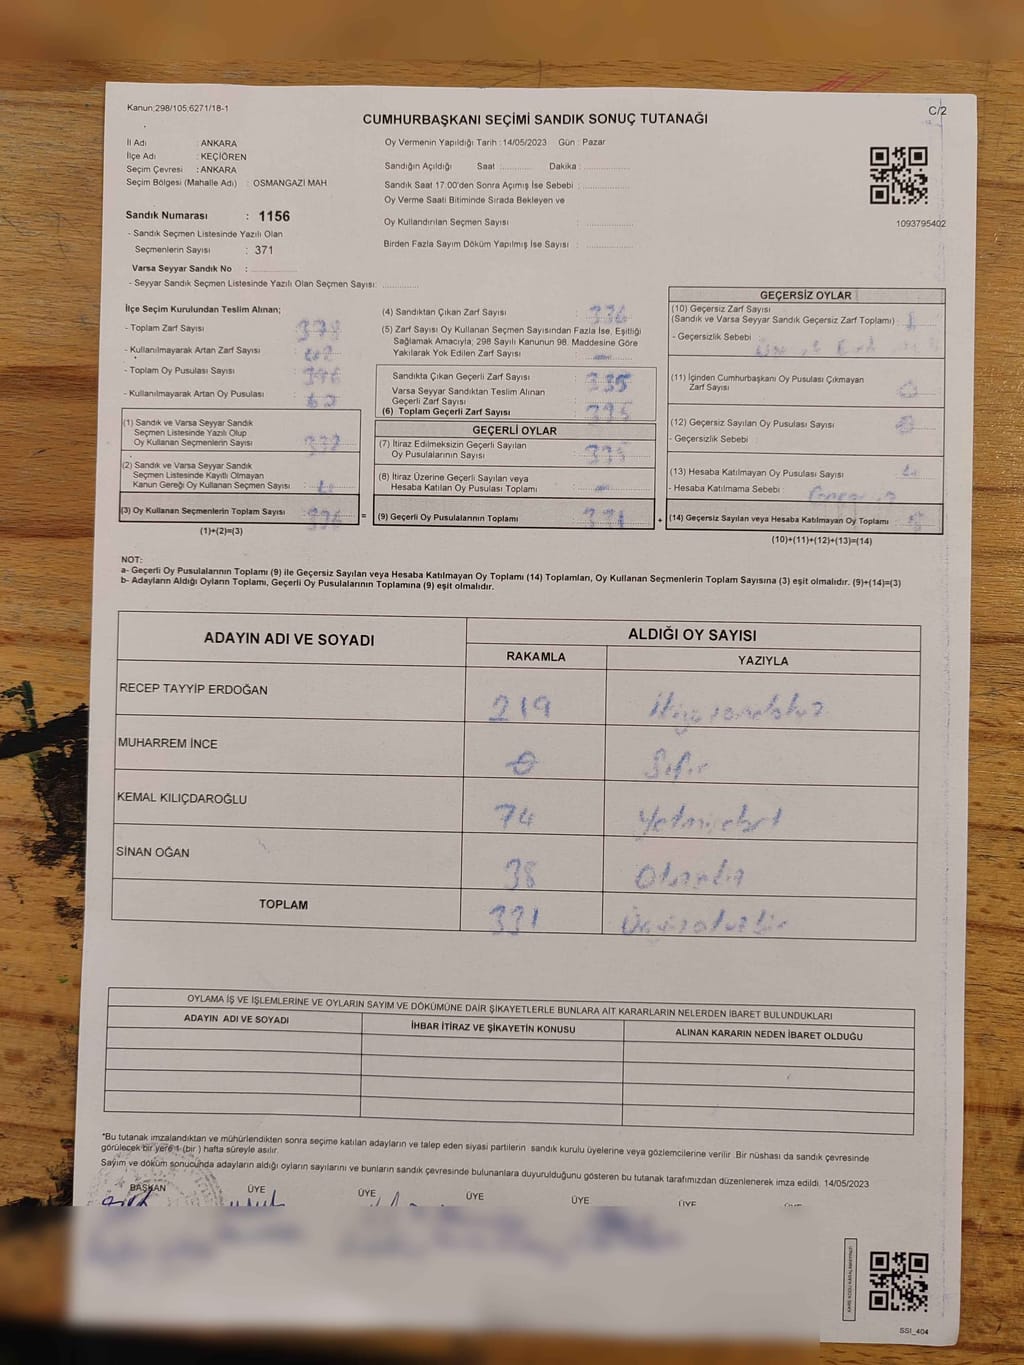 Kanun;298/105;6271/18-1
C/2
CUMHURBAŞKANI SEÇİMİ SANDIK SONUÇ TUTANAĞI
İl Adı : ANKARA
İlçe Adı : KEÇİÖREN
Seçim Çevresi : ANKARA
Seçim Bölgesi (Mahalle Adı) : OSMANGAZİ MAH
Oy Vermenin Yapıldığı Tarih : 14/05/2023 Gün : Pazar
Sandığın Açıldığı Saat : Dakika :
Sandık Saat 17:00'den Sonra Açımış İse Sebebi :
Oy Verme Saati Bitiminde Sırada Bekleyen ve
Oy Kullandırılan Seçmen Sayısı :
Birden Fazla Sayım Döküm Yapılmış İse Sayısı :
1093795402
Sandık Numarası : 1156
- Sandık Seçmen Listesinde Yazılı Olan
Seçmenlerin Sayısı : 371
Varsa Seyyar Sandık No :
- Seyyar Sandık Seçmen Listesinde Yazılı Olan Seçmen Sayısı:
İlçe Seçim Kurulundan Teslim Alınan;
- Toplam Zarf Sayısı :
- Kullanılmayarak Artan Zarf Sayısı : 42
- Toplam Oy Pusulası Sayısı :
- Kullanılmayarak Artan Oy Pusulası :
(1) Sandık ve Varsa Seyyar Sandık
Seçmen Listesinde Yazılı Olup
Oy Kullanan Seçmenlerin Sayısı :
(2) Sandık ve Varsa Seyyar Sandık
Seçmen Listesinde Kayıtlı Olmayan
Kanun Gereği Oy Kullanan Seçmen Sayısı :
(3) Oy Kullanan Seçmenlerin Toplam Sayısı : 336
(1)+(2)=(3)
(4) Sandıktan Çıkan Zarf Sayısı : 336
(5) Zarf Sayısı Oy Kullanan Seçmen Sayısından Fazla İse, Eşitliği
Sağlamak Amacıyla; 298 Sayılı Kanunun 98. Maddesine Göre
Yakılarak Yok Edilen Zarf Sayısı :
Sandıkta Çıkan Geçerli Zarf Sayısı : 335
Varsa Seyyar Sandıktan Teslim Alınan
Geçerli Zarf Sayısı :
(6) Toplam Geçerli Zarf Sayısı : 335
GEÇERLİ OYLAR
(7) İtiraz Edilmeksizin Geçerli Sayılan
Oy Pusulalarının Sayısı :
(8) İtiraz Üzerine Geçerli Sayılan veya
Hesaba Katılan Oy Pusulası Toplamı :
= (9) Geçerli Oy Pusulalarının Toplamı : 331
GEÇERSİZ OYLAR
(10) Geçersiz Zarf Sayısı
(Sandık ve Varsa Seyyar Sandık Geçersiz Zarf Toplamı) : 1
- Geçersizlik Sebebi
(11) İçinden Cumhurbaşkanı Oy Pusulası Çıkmayan
Zarf Sayısı : 0
(12) Geçersiz Sayılan Oy Pusulası Sayısı : 0
- Geçersizlik Sebebi
(13) Hesaba Katılmayan Oy Pusulası Sayısı : 4
- Hesaba Katılmama Sebebi :
+ (14) Geçersiz Sayılan veya Hesaba Katılmayan Oy Toplamı : 5
(10)+(11)+(12)+(13)=(14)
NOT:
a- Geçerli Oy Pusulalarının Toplamı (9) ile Geçersiz Sayılan veya Hesaba Katılmayan Oy Toplamı (14) Toplamları, Oy Kullanan Seçmenlerin Toplam Sayısına (3) eşit olmalıdır. (9)+(14)=(3)
b- Adayların Aldığı Oyların Toplamı, Geçerli Oy Pusulalarının Toplamına (9) eşit olmalıdır.
ADAYIN ADI VE SOYADI ALDIĞI OY SAYISI
RAKAMLA YAZIYLA
RECEP TAYYİP ERDOĞAN 219 İkiyüzondokuz
MUHARREM İNCE 0 Sıfır
KEMAL KILIÇDAROĞLU 74 Yetmişdört
SİNAN OĞAN 38 Otuzsekiz
TOPLAM 331 Üçyüzotuzbir
OYLAMA İŞ VE İŞLEMLERİNE VE OYLARIN SAYIM VE DÖKÜMÜNE DAİR ŞİKAYETLERLE BUNLARA AİT KARARLARIN NELERDEN İBARET BULUNDUKLARI
ADAYIN ADI VE SOYADI İHBAR İTİRAZ VE ŞİKAYETİN KONUSU ALINAN KARARIN NEDEN İBARET OLDUĞU
*Bu tutanak imzalandıktan ve mühürlendikten sonra seçime katılan adayların ve talep eden siyasi partilerin sandık kurulu üyelerine veya gözlemcilerine verilir .Bir nüshası da sandık çevresinde
görülecek bir yere 1 (bir ) hafta süreyle asılır.
Sayım ve döküm sonucunda adayların aldığı oyların sayılarını ve bunların sandık çevresinde bulunanlara duyurulduğunu gösteren bu tutanak tarafımızdan düzenlenerek imza edildi. 14/05/2023
BAŞKAN ÜYE ÜYE ÜYE ÜYE ÜYE ÜYE
SSI_404